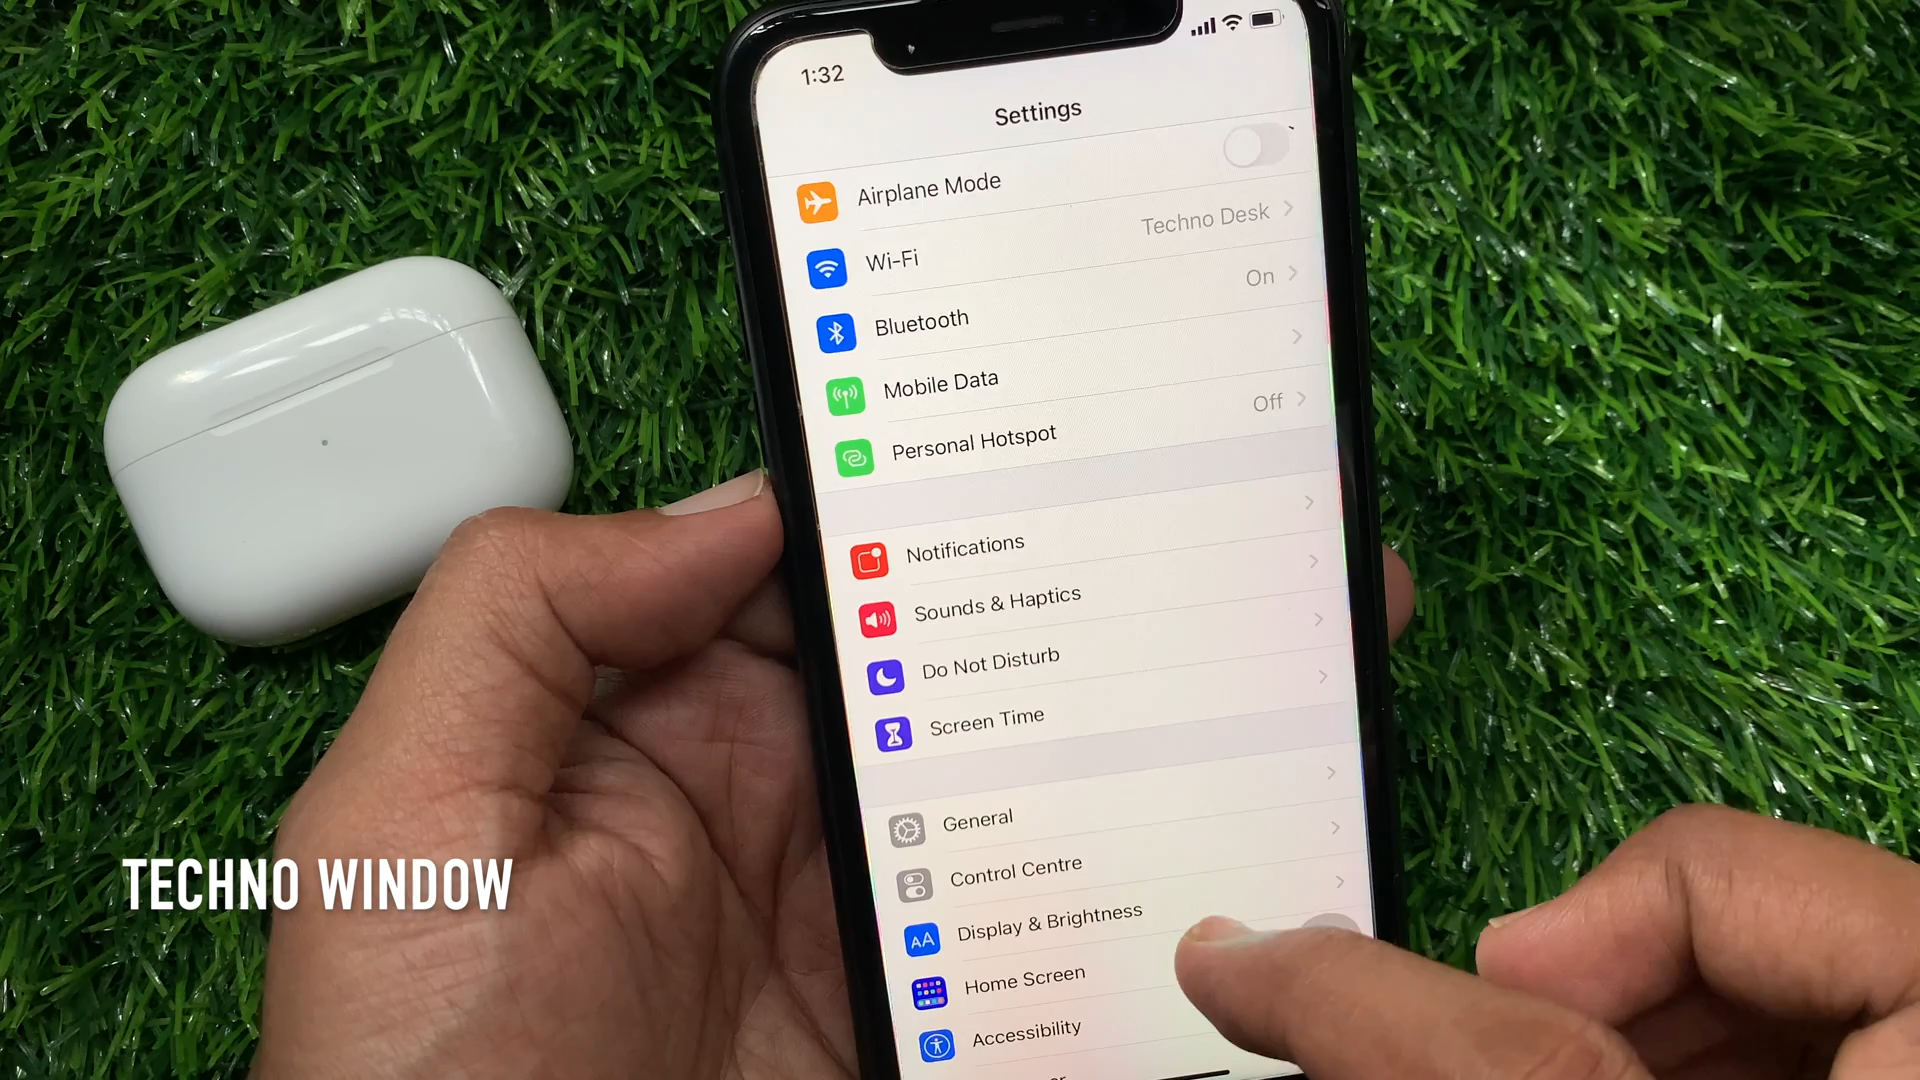 1:32
Settings
Airplane Mode
Wi-Fi Techno Desk
Bluetooth On
Mobile Data
Personal Hotspot Off
Notifications
Sounds & Haptics
Do Not Disturb
Screen Time
General
Control Centre
AA Display & Brightness
Home Screen
Accessibility
TECHNO WINDOW